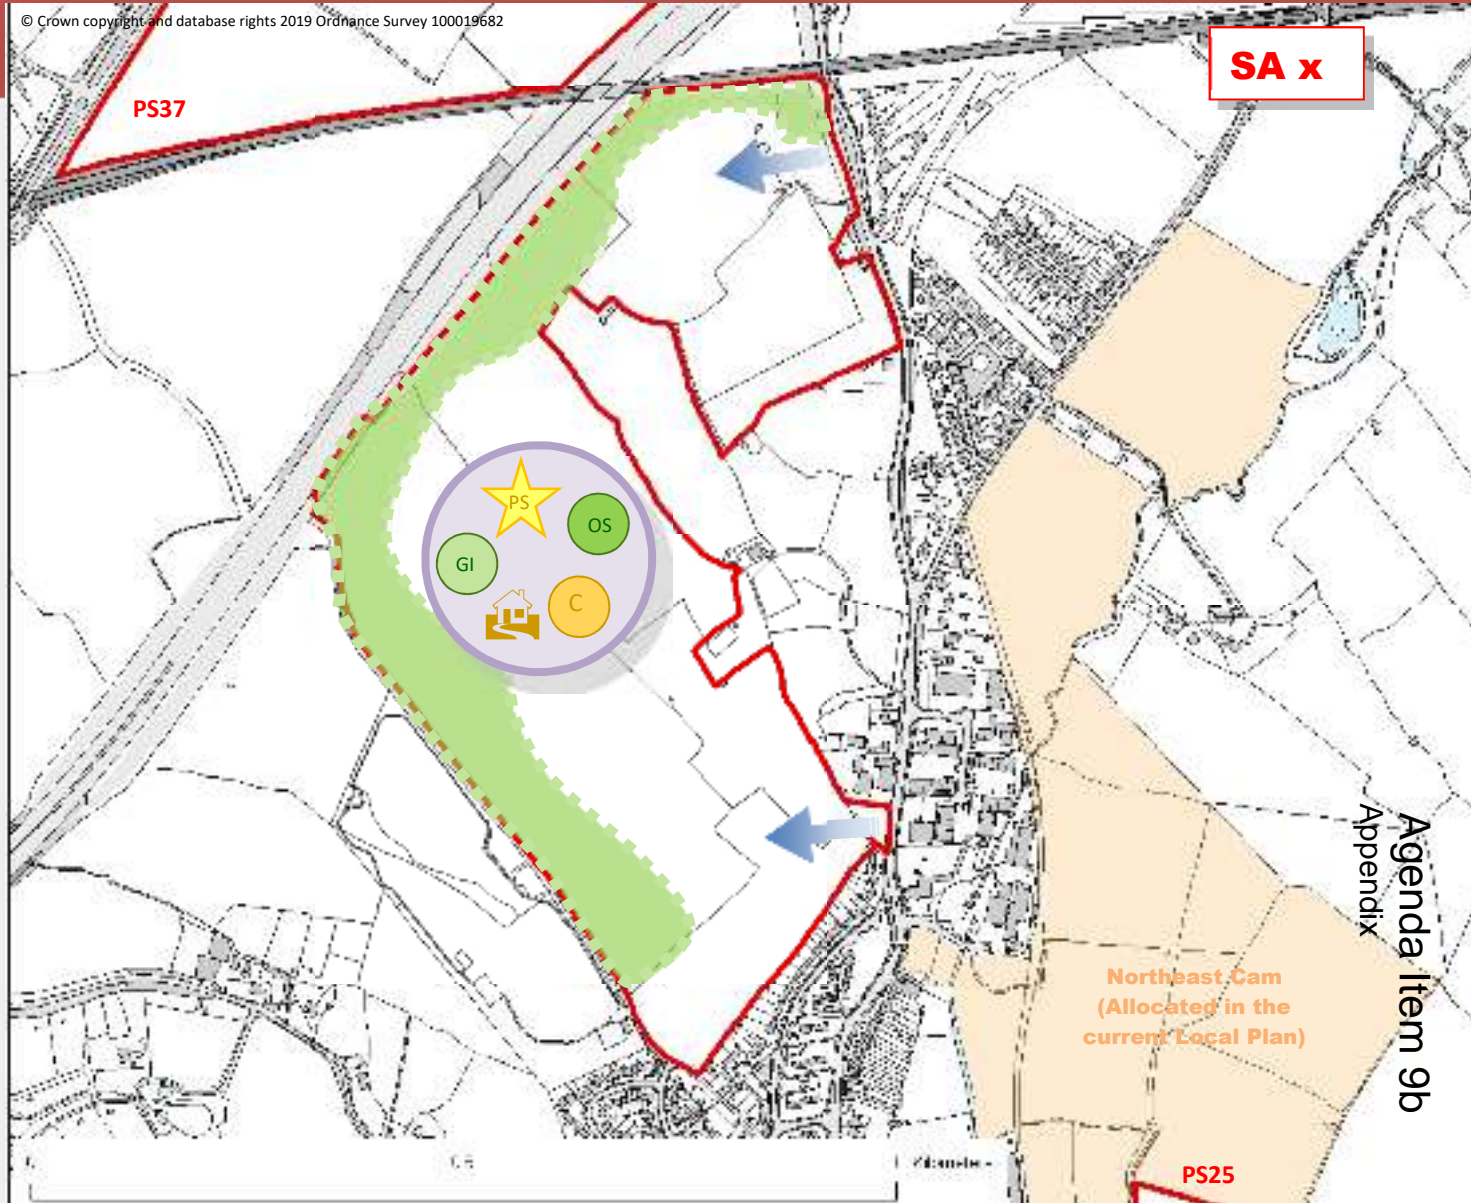 © Crown copyright and database rights 2019 Ordnance Survey 100019682
SA x
PS37
PS
OS
GI
C
Agenda Item 9b
Appendix
Northeast Cam
(Allocated in the
current Local Plan)
PS25
Kilometers